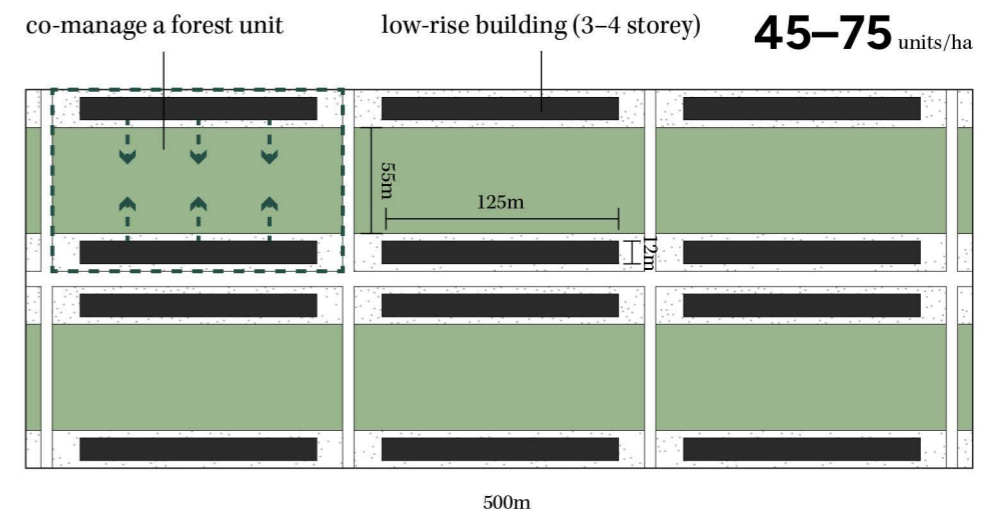 co-manage a forest unit
low-rise building (3–4 storey)
45–75 units/ha
55m
125m
12m
500m